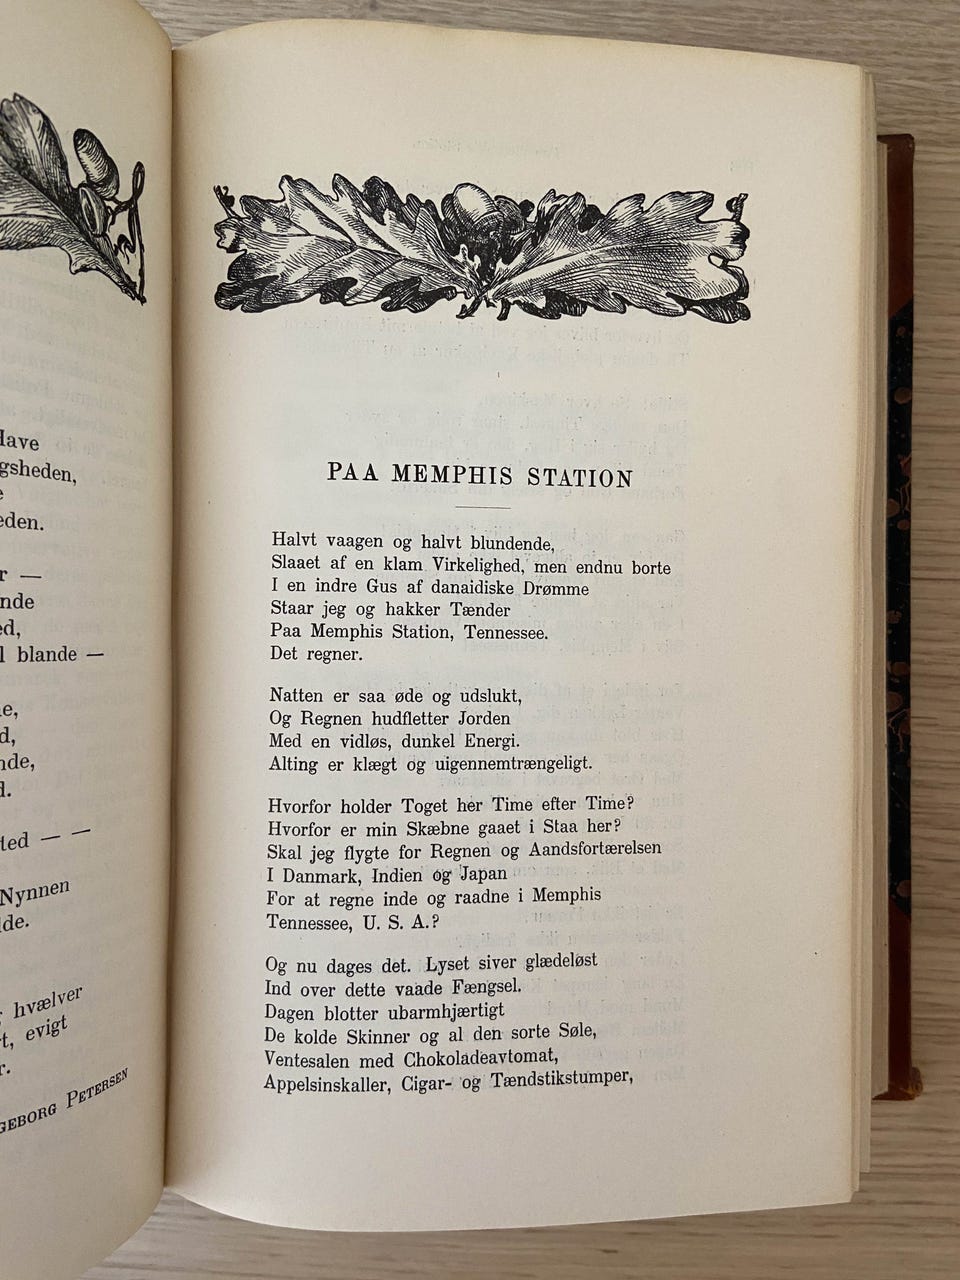 Have
gsheden,
eden.
r —
nde
ed,
l blande —
e,
d,
nde,
d.
ted — —
Nynnen
lde.
hvælver
t, evigt
r.
GEBORG PETERSEN
PAA MEMPHIS STATION
Halvt vaagen og halvt blundende,
Slaaet af en klam Virkelighed, men endnu borte
I en indre Gus af danaidiske Drømme
Staar jeg og hakker Tænder
Paa Memphis Station, Tennessee.
Det regner.
Natten er saa øde og udslukt,
Og Regnen hudfletter Jorden
Med en vidløs, dunkel Energi.
Alting er klægt og uigennemtrængeligt.
Hvorfor holder Toget her Time efter Time?
Hvorfor er min Skæbne gaaet i Staa her?
Skal jeg flygte for Regnen og Aandsfortærelsen
I Danmark, Indien og Japan
For at regne inde og raadne i Memphis
Tennessee, U. S. A.?
Og nu dages det. Lyset siver glædeløst
Ind over dette vaade Fængsel.
Dagen blotter ubarmhjærtigt
De kolde Skinner og al den sorte Søle,
Ventesalen med Chokoladeavtomat,
Appelsinskaller, Cigar- og Tændstikstumper,